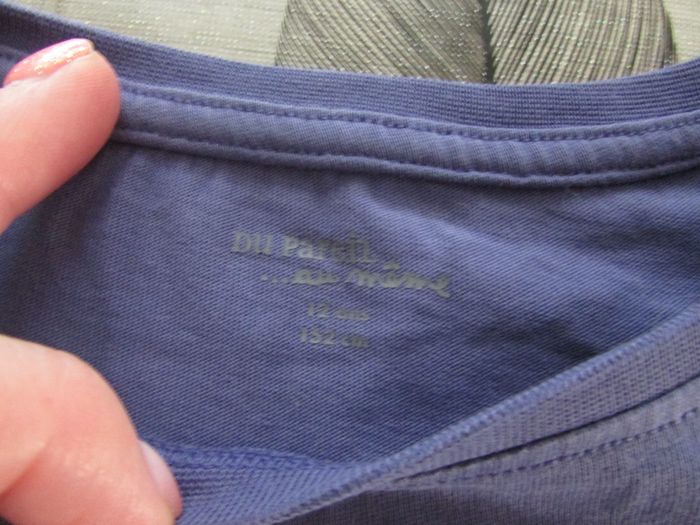 DU PAREIL
...au même
12 ans
152 cm